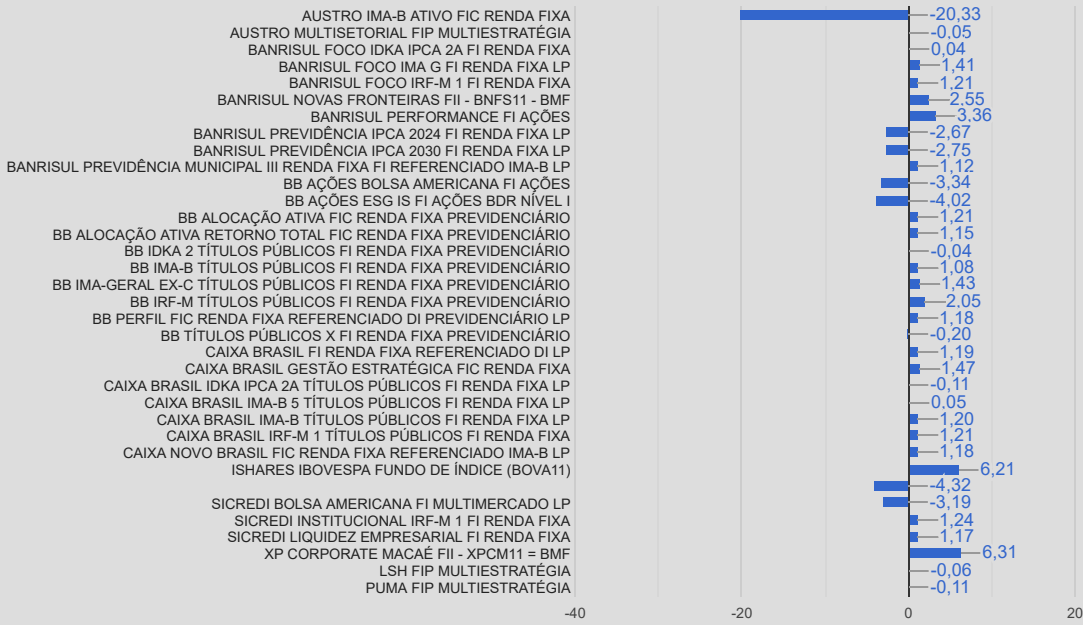 AUSTRO IMA-B ATIVO FIC RENDA FIXA -20,33
AUSTRO MULTISETORIAL FIP MULTIESTRATÉGIA -0,05
BANRISUL FOCO IDKA IPCA 2A FI RENDA FIXA 0,04
BANRISUL FOCO IMA G FI RENDA FIXA LP 1,41
BANRISUL FOCO IRF-M 1 FI RENDA FIXA 1,21
BANRISUL NOVAS FRONTEIRAS FII - BNFS11 - BMF 2,55
BANRISUL PERFORMANCE FI AÇÕES 3,36
BANRISUL PREVIDÊNCIA IPCA 2024 FI RENDA FIXA LP -2,67
BANRISUL PREVIDÊNCIA IPCA 2030 FI RENDA FIXA LP -2,75
BANRISUL PREVIDÊNCIA MUNICIPAL III RENDA FIXA FI REFERENCIADO IMA-B LP 1,12
BB AÇÕES BOLSA AMERICANA FI AÇÕES -3,34
BB AÇÕES ESG IS FI AÇÕES BDR NÍVEL I -4,02
BB ALOCAÇÃO ATIVA FIC RENDA FIXA PREVIDENCIÁRIO 1,21
BB ALOCAÇÃO ATIVA RETORNO TOTAL FIC RENDA FIXA PREVIDENCIÁRIO 1,15
BB IDKA 2 TÍTULOS PÚBLICOS FI RENDA FIXA PREVIDENCIÁRIO -0,04
BB IMA-B TÍTULOS PÚBLICOS FI RENDA FIXA PREVIDENCIÁRIO 1,08
BB IMA-GERAL EX-C TÍTULOS PÚBLICOS FI RENDA FIXA PREVIDENCIÁRIO 1,43
BB IRF-M TÍTULOS PÚBLICOS FI RENDA FIXA PREVIDENCIÁRIO 2,05
BB PERFIL FIC RENDA FIXA REFERENCIADO DI PREVIDENCIÁRIO LP 1,18
BB TÍTULOS PÚBLICOS X FI RENDA FIXA PREVIDENCIÁRIO -0,20
CAIXA BRASIL FI RENDA FIXA REFERENCIADO DI LP 1,19
CAIXA BRASIL GESTÃO ESTRATÉGICA FIC RENDA FIXA 1,47
CAIXA BRASIL IDKA IPCA 2A TÍTULOS PÚBLICOS FI RENDA FIXA LP -0,11
CAIXA BRASIL IMA-B 5 TÍTULOS PÚBLICOS FI RENDA FIXA LP 0,05
CAIXA BRASIL IMA-B TÍTULOS PÚBLICOS FI RENDA FIXA LP 1,20
CAIXA BRASIL IRF-M 1 TÍTULOS PÚBLICOS FI RENDA FIXA 1,21
CAIXA NOVO BRASIL FIC RENDA FIXA REFERENCIADO IMA-B LP 1,18
ISHARES IBOVESPA FUNDO DE ÍNDICE (BOVA11) 6,21
-4,32
SICREDI BOLSA AMERICANA FI MULTIMERCADO LP -3,19
SICREDI INSTITUCIONAL IRF-M 1 FI RENDA FIXA 1,24
SICREDI LIQUIDEZ EMPRESARIAL FI RENDA FIXA 1,17
XP CORPORATE MACAÉ FII - XPCM11 = BMF 6,31
LSH FIP MULTIESTRATÉGIA -0,06
PUMA FIP MULTIESTRATÉGIA -0,11
-40 -20 0 20